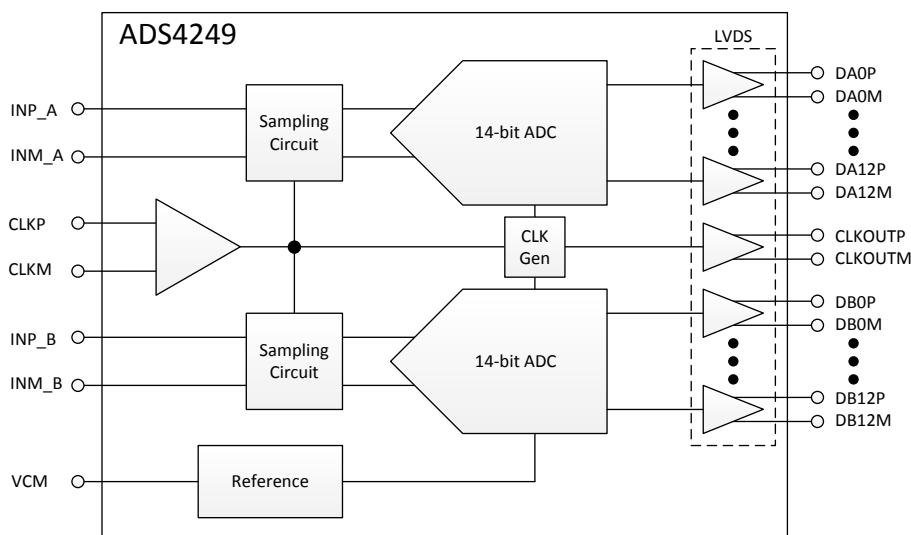 ADS4249
LVDS
INP_A
INM_A
Sampling
Circuit
14-bit ADC
DA0P
DA0M
DA12P
DA12M
CLKP
CLKM
CLK
Gen
CLKOUTP
CLKOUTM
INP_B
INM_B
Sampling
Circuit
14-bit ADC
DB0P
DB0M
DB12P
DB12M
VCM
Reference